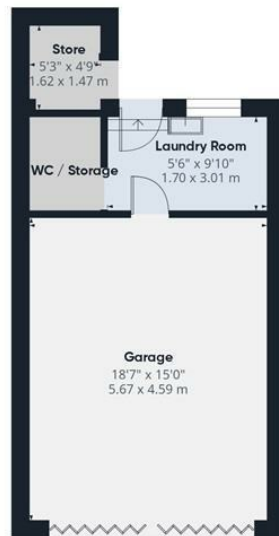 Store
5'3" x 4'9"
1.62 x 1.47 m
Laundry Room
5'6" x 9'10"
1.70 x 3.01 m
WC / Storage
Garage
18'7" x 15'0"
5.67 x 4.59 m